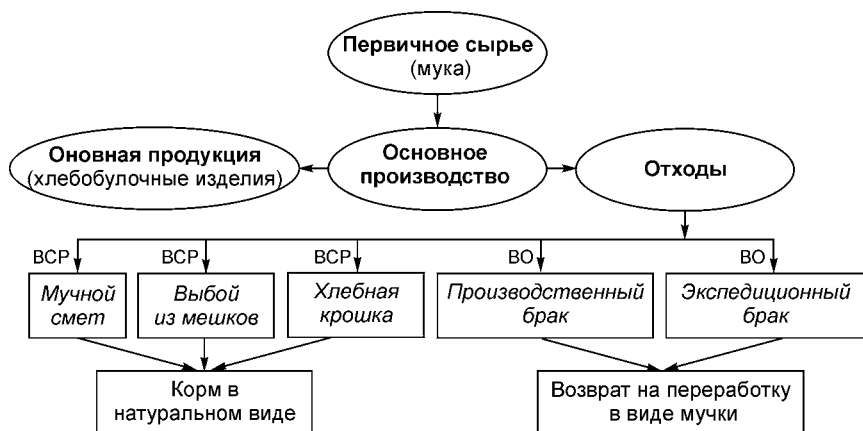 Первичное сырье
(мука)
Оновная продукция
(хлебобулочные изделия)
Основное
производство
Отходы
ВСР
ВСР
ВСР
ВО
ВО
Мучной
смет
Выбой
из мешков
Хлебная
крошка
Производственный
брак
Экспедиционный
брак
Корм в
натуральном виде
Возврат на переработку
в виде мучки